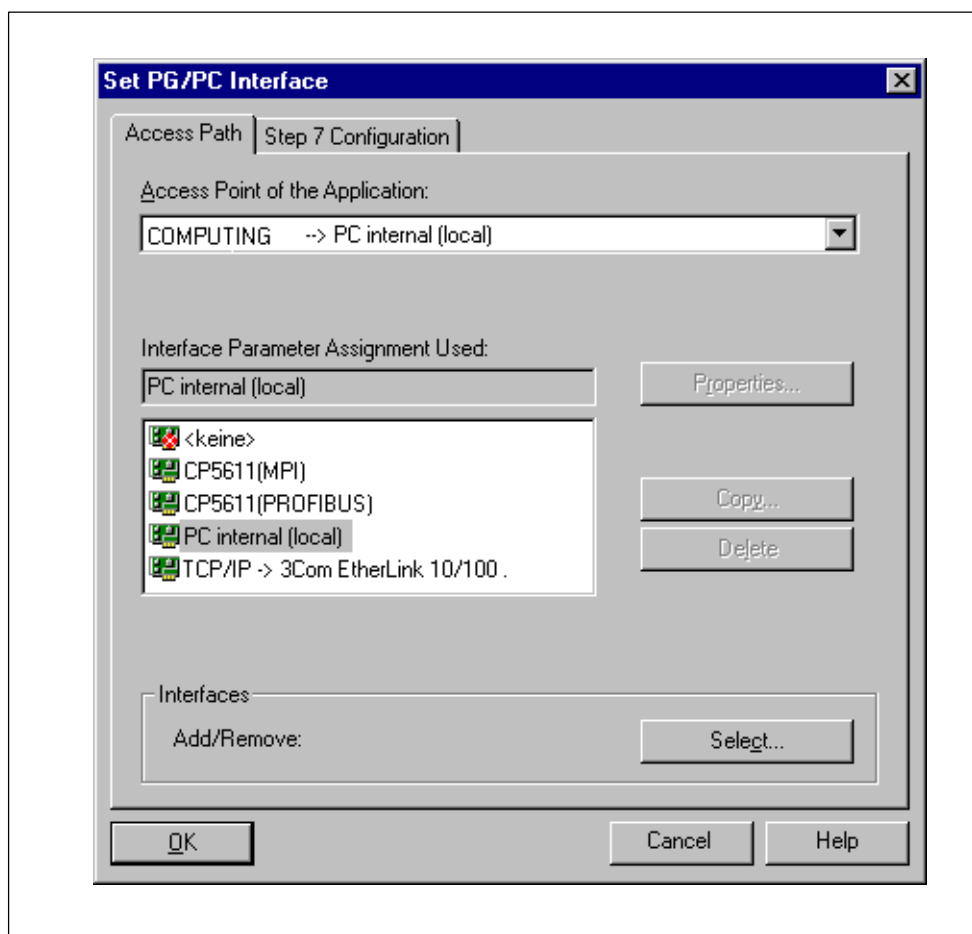 Set PG/PC Interface
Access Path
Step 7 Configuration
Access Point of the Application:
COMPUTING --> PC internal (local)
Interface Parameter Assignment Used:
PC internal (local)
Properties...
<keine>
CP5611(MPI)
CP5611(PROFIBUS)
PC internal (local)
TCP/IP -> 3Com EtherLink 10/100 .
Copy...
Delete
Interfaces
Add/Remove:
Select...
OK
Cancel
Help